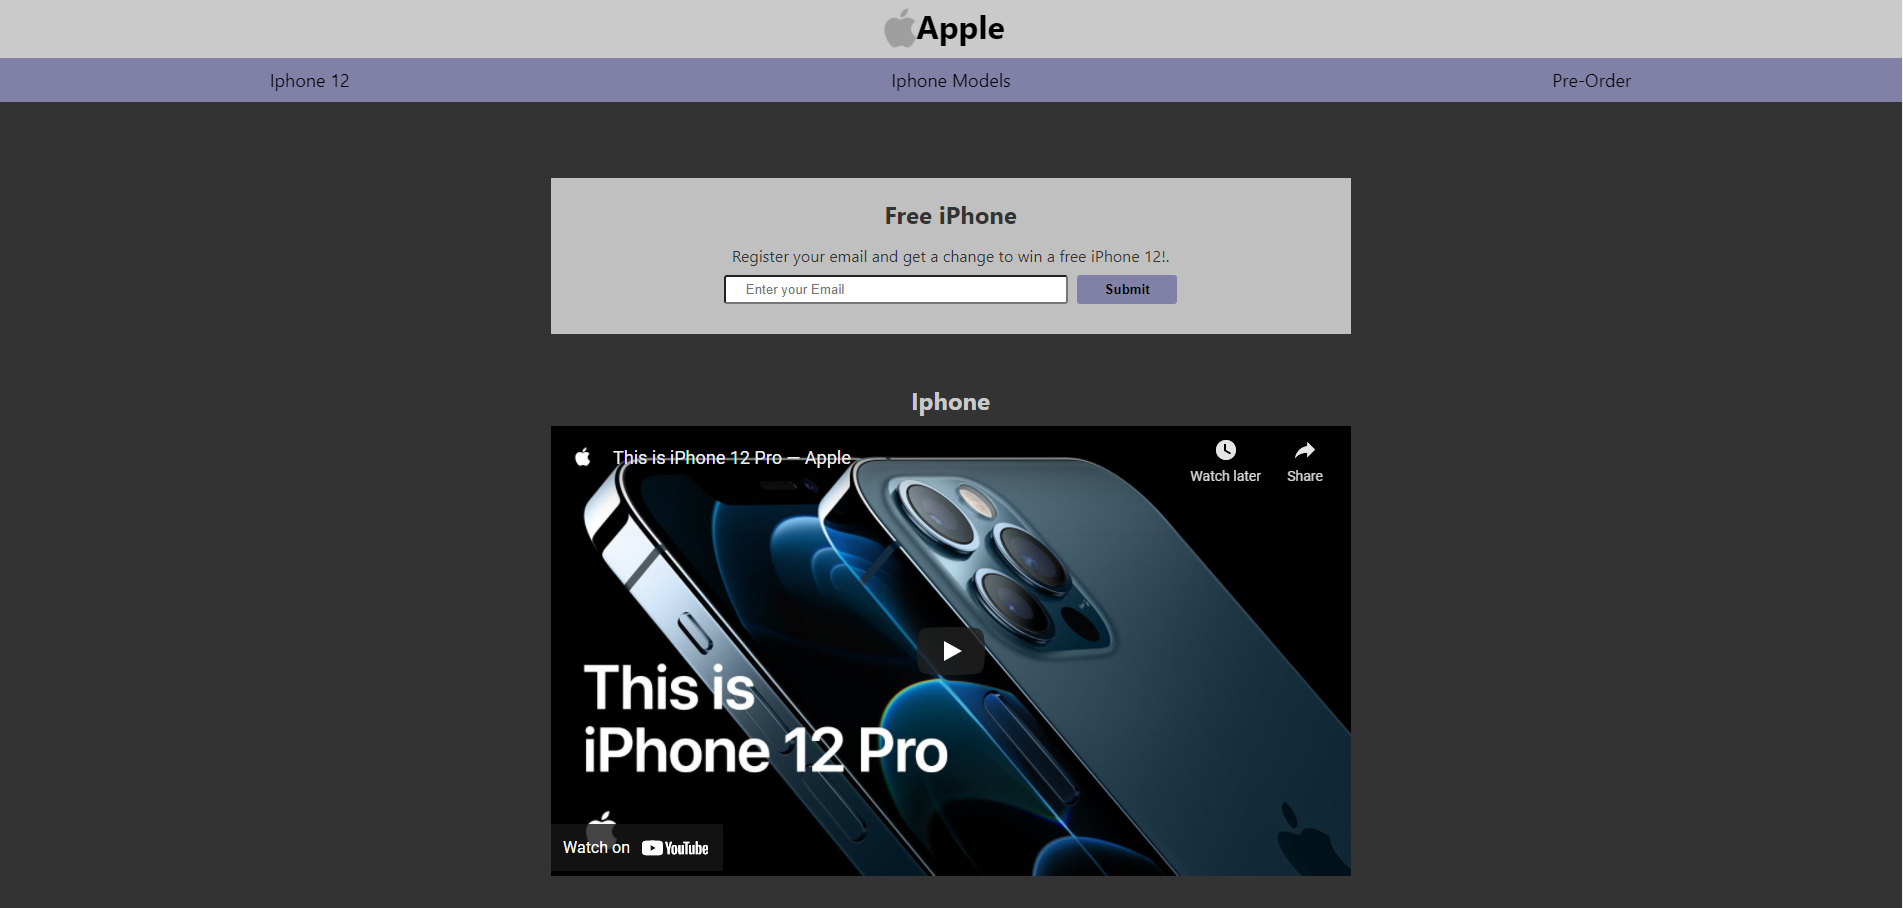 Apple
Iphone 12
Iphone Models
Pre-Order
Free iPhone
Register your email and get a change to win a free iPhone 12!.
Enter your Email
Submit
Iphone
This is iPhone 12 Pro — Apple
Watch later
Share
This is
iPhone 12 Pro
Watch on YouTube